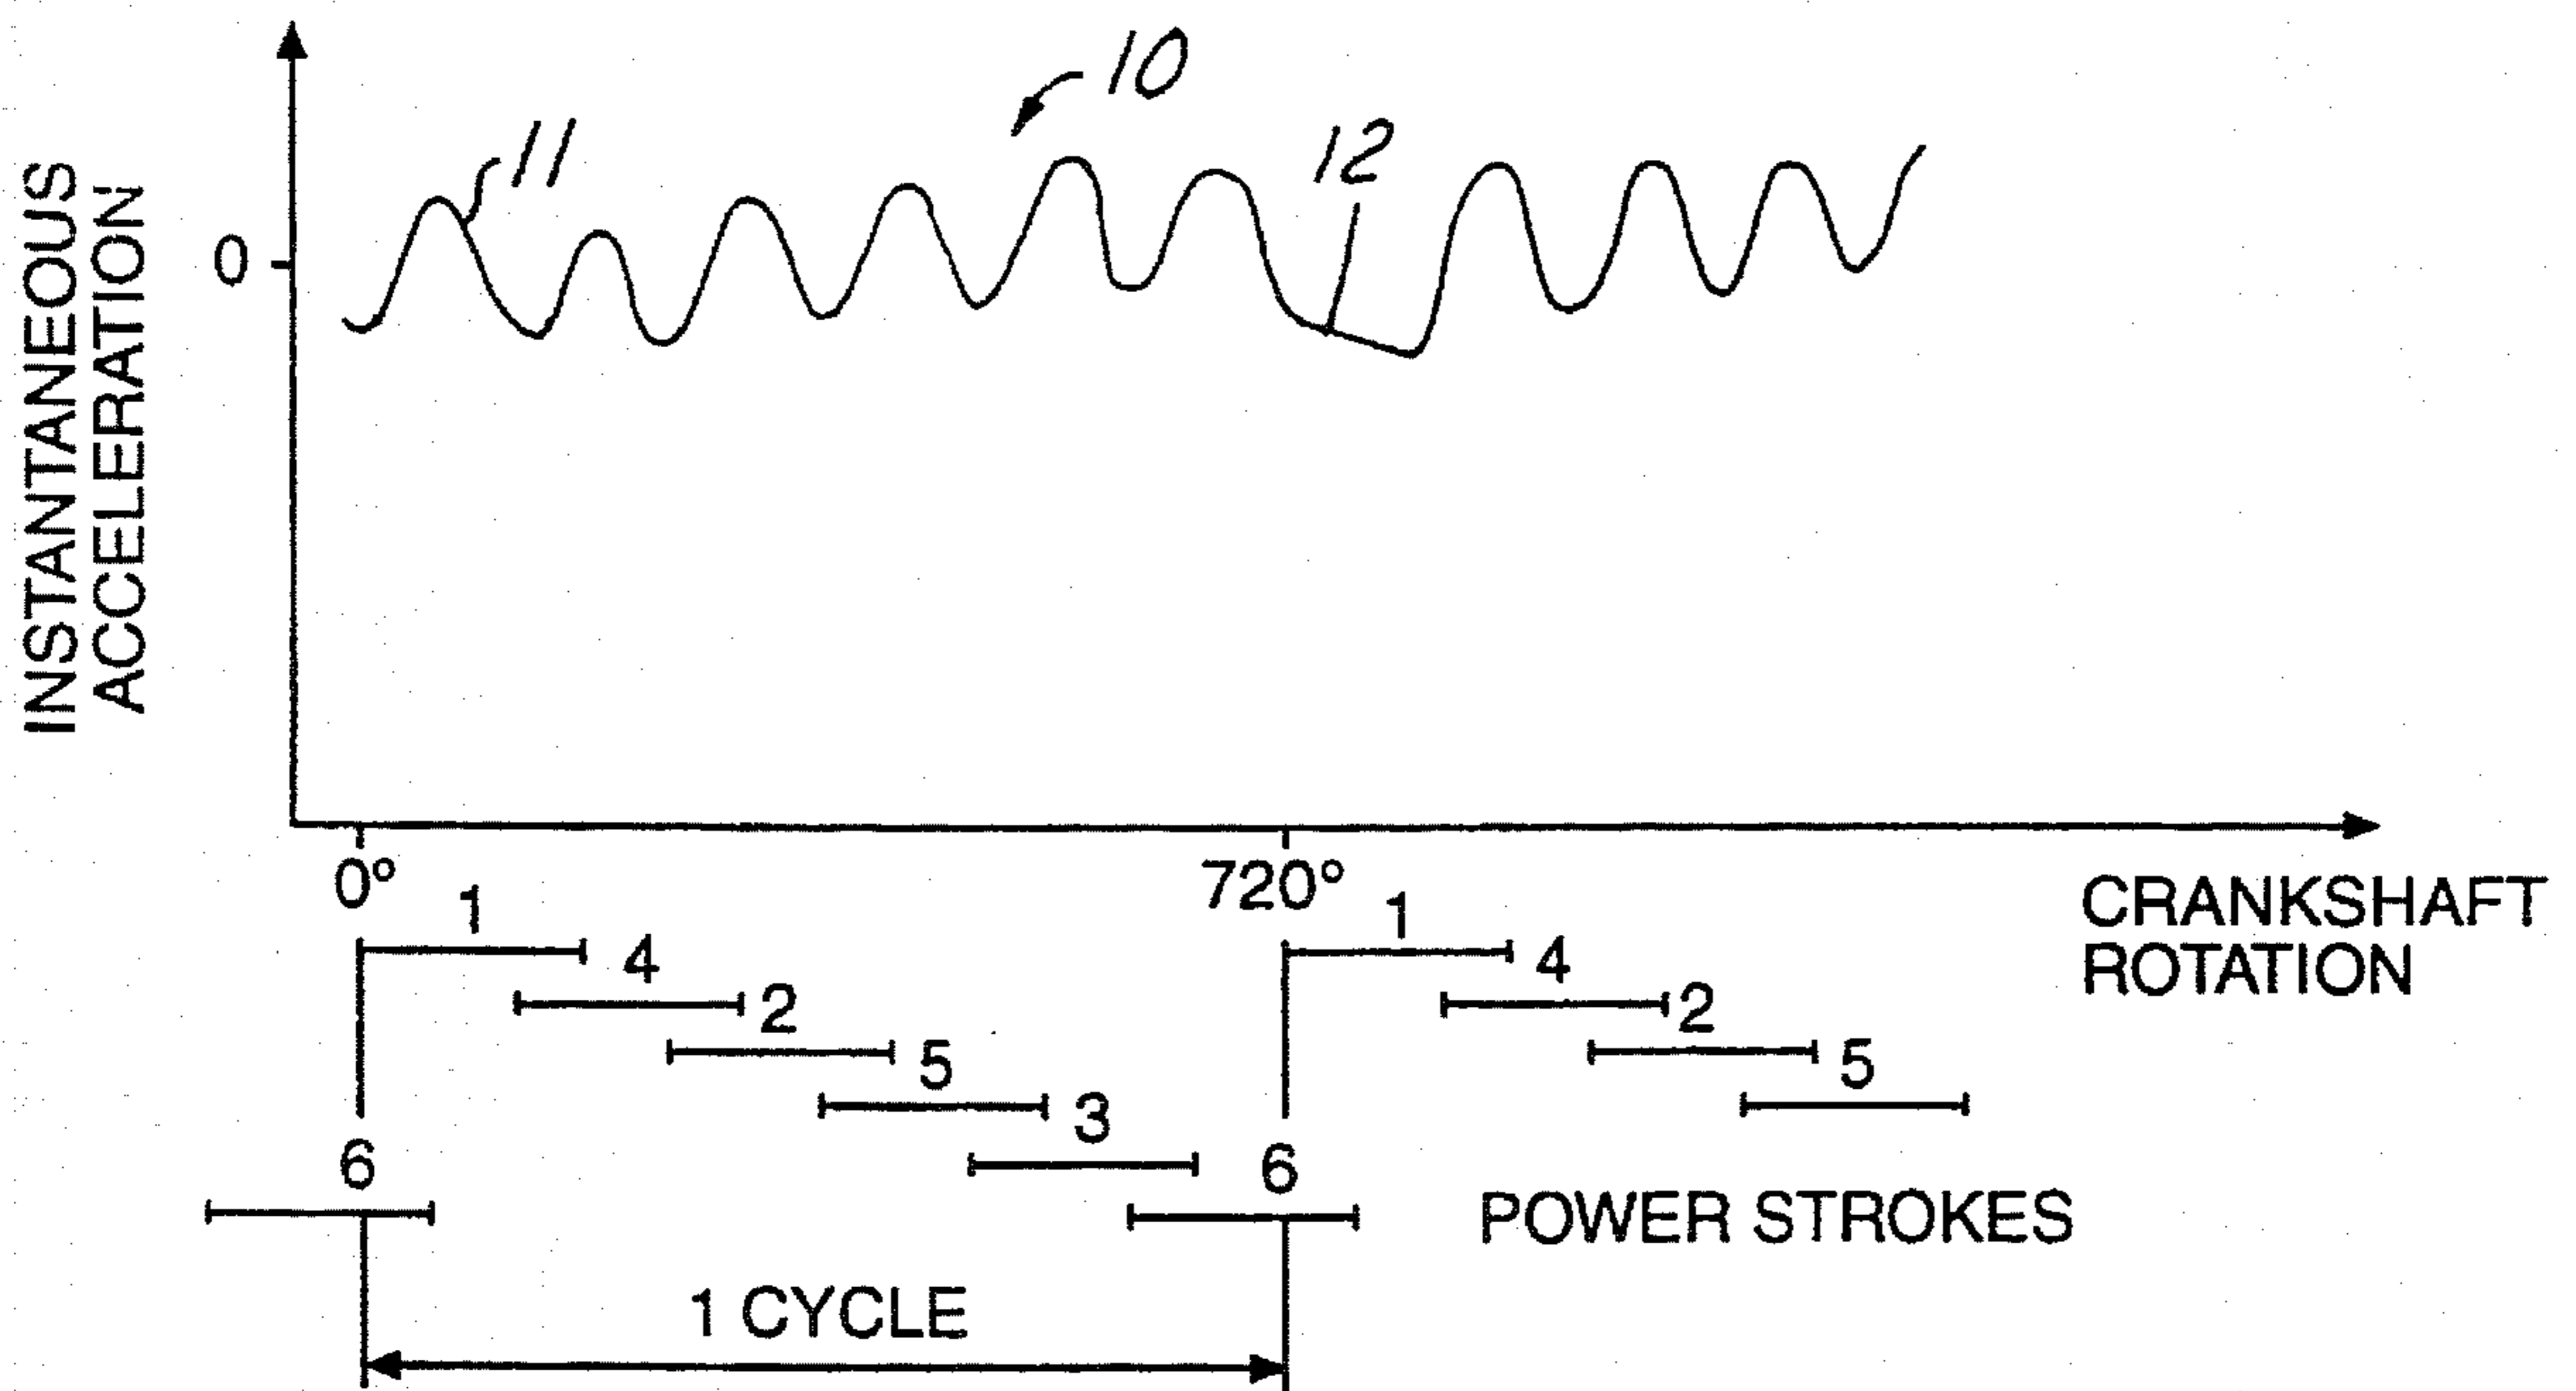 10
11
12
INSTANTANEOUS
ACCELERATION
0
0°
720°
CRANKSHAFT
ROTATION
1
4
2
5
3
6
1
4
2
5
6
POWER STROKES
1 CYCLE